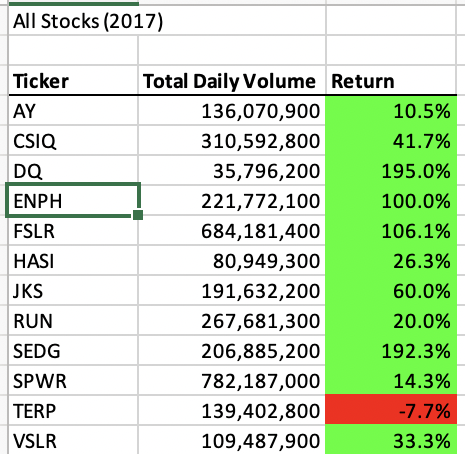 All Stocks (2017)
Ticker Total Daily Volume Return
AY 136,070,900 10.5%
CSIQ 310,592,800 41.7%
DQ 35,796,200 195.0%
ENPH 221,772,100 100.0%
FSLR 684,181,400 106.1%
HASI 80,949,300 26.3%
JKS 191,632,200 60.0%
RUN 267,681,300 20.0%
SEDG 206,885,200 192.3%
SPWR 782,187,000 14.3%
TERP 139,402,800 -7.7%
VSLR 109,487,900 33.3%